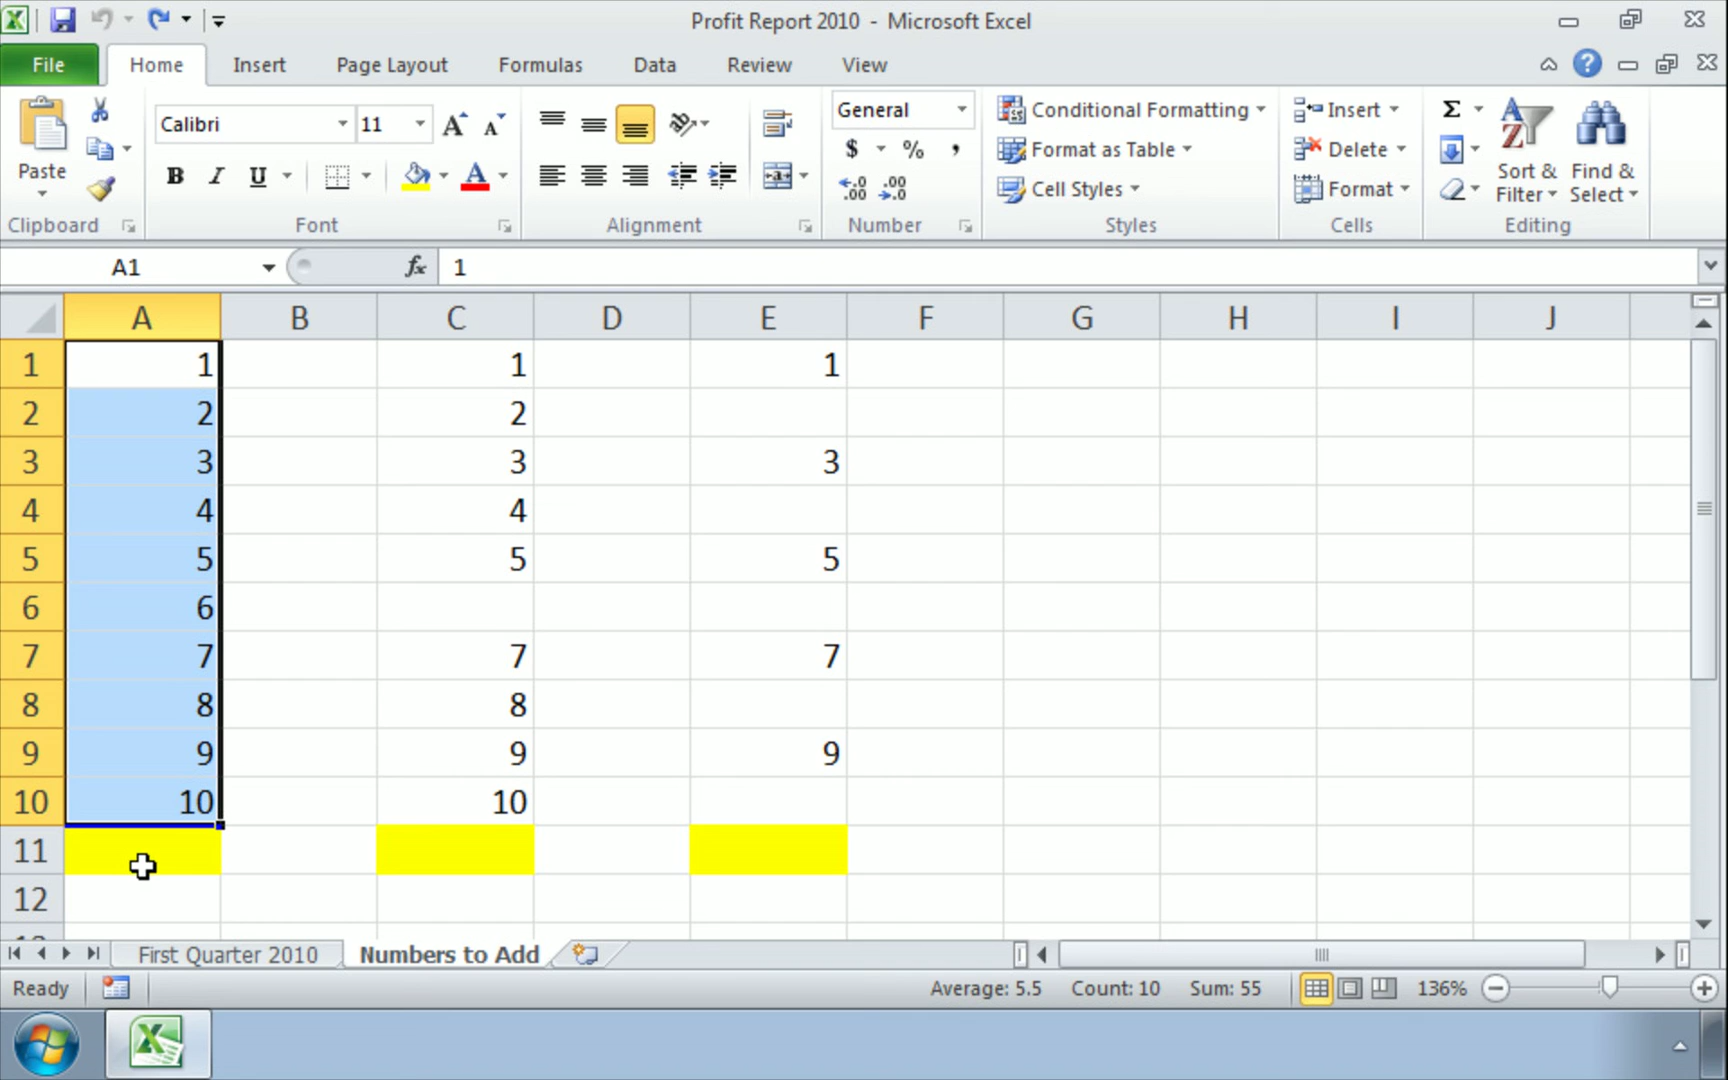 Profit Report 2010 - Microsoft Excel
File Home Insert Page Layout Formulas Data Review View
Paste
Calibri 11
B I U
General
$ % ,
Conditional Formatting
Format as Table
Cell Styles
Insert
Delete
Format
Σ
Sort &
Filter
Find &
Select
Clipboard Font Alignment Number Styles Cells Editing
A1 fx 1
A B C D E F G H I J
1 1 1 1
2 2 2
3 3 3 3
4 4 4
5 5 5 5
6 6
7 7 7 7
8 8 8
9 9 9 9
10 10 10
11
12
First Quarter 2010 Numbers to Add
Ready Average: 5.5 Count: 10 Sum: 55 136%